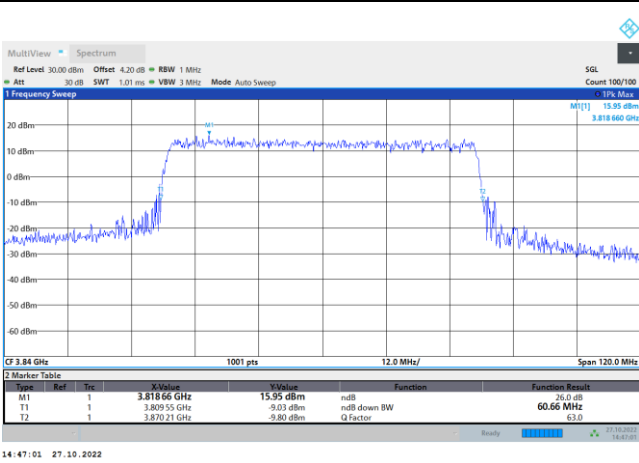 MultiView Spectrum
Ref Level 30.00 dBm Offset 4.20 dB RBW 1 MHz SGL
Att 30 dB SWT 1.01 ms VBW 3 MHz Mode Auto Sweep Count 100/100
1 Frequency Sweep 1Pk Max
M1[1] 15.95 dBm
3.818 660 GHz
M1
20 dBm
10 dBm
0 dBm
T1
T2
-10 dBm
-20 dBm
-30 dBm
-40 dBm
-50 dBm
-60 dBm
CF 3.84 GHz 1001 pts 12.0 MHz/ Span 120.0 MHz
2 Marker Table
Type Ref Trc X-Value Y-Value Function Function Result
M1 1 3.818 66 GHz 15.95 dBm ndB 26.0 dB
T1 1 3.809 55 GHz -9.03 dBm ndB down BW 60.66 MHz
T2 1 3.870 21 GHz -9.80 dBm Q Factor 63.0
Ready 27.10.2022
14:47:01
14:47:01 27.10.2022